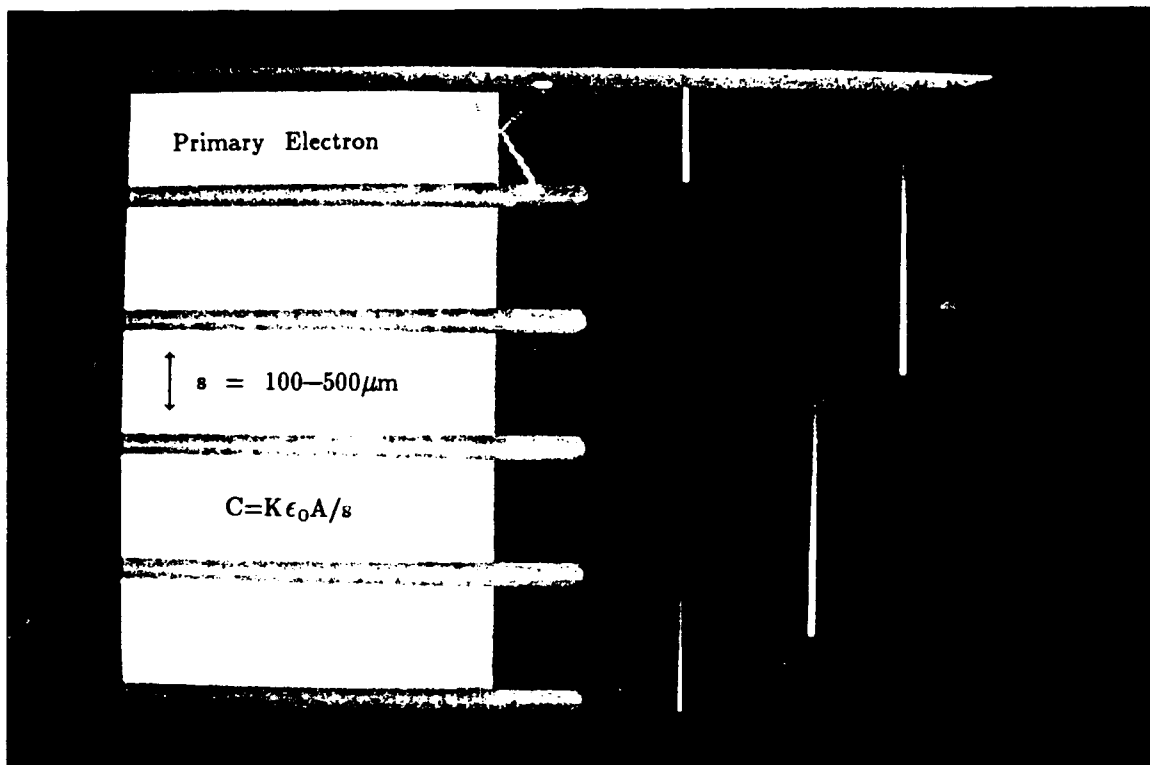 Primary Electron
s = 100–500μm
C=Kε₀A/s